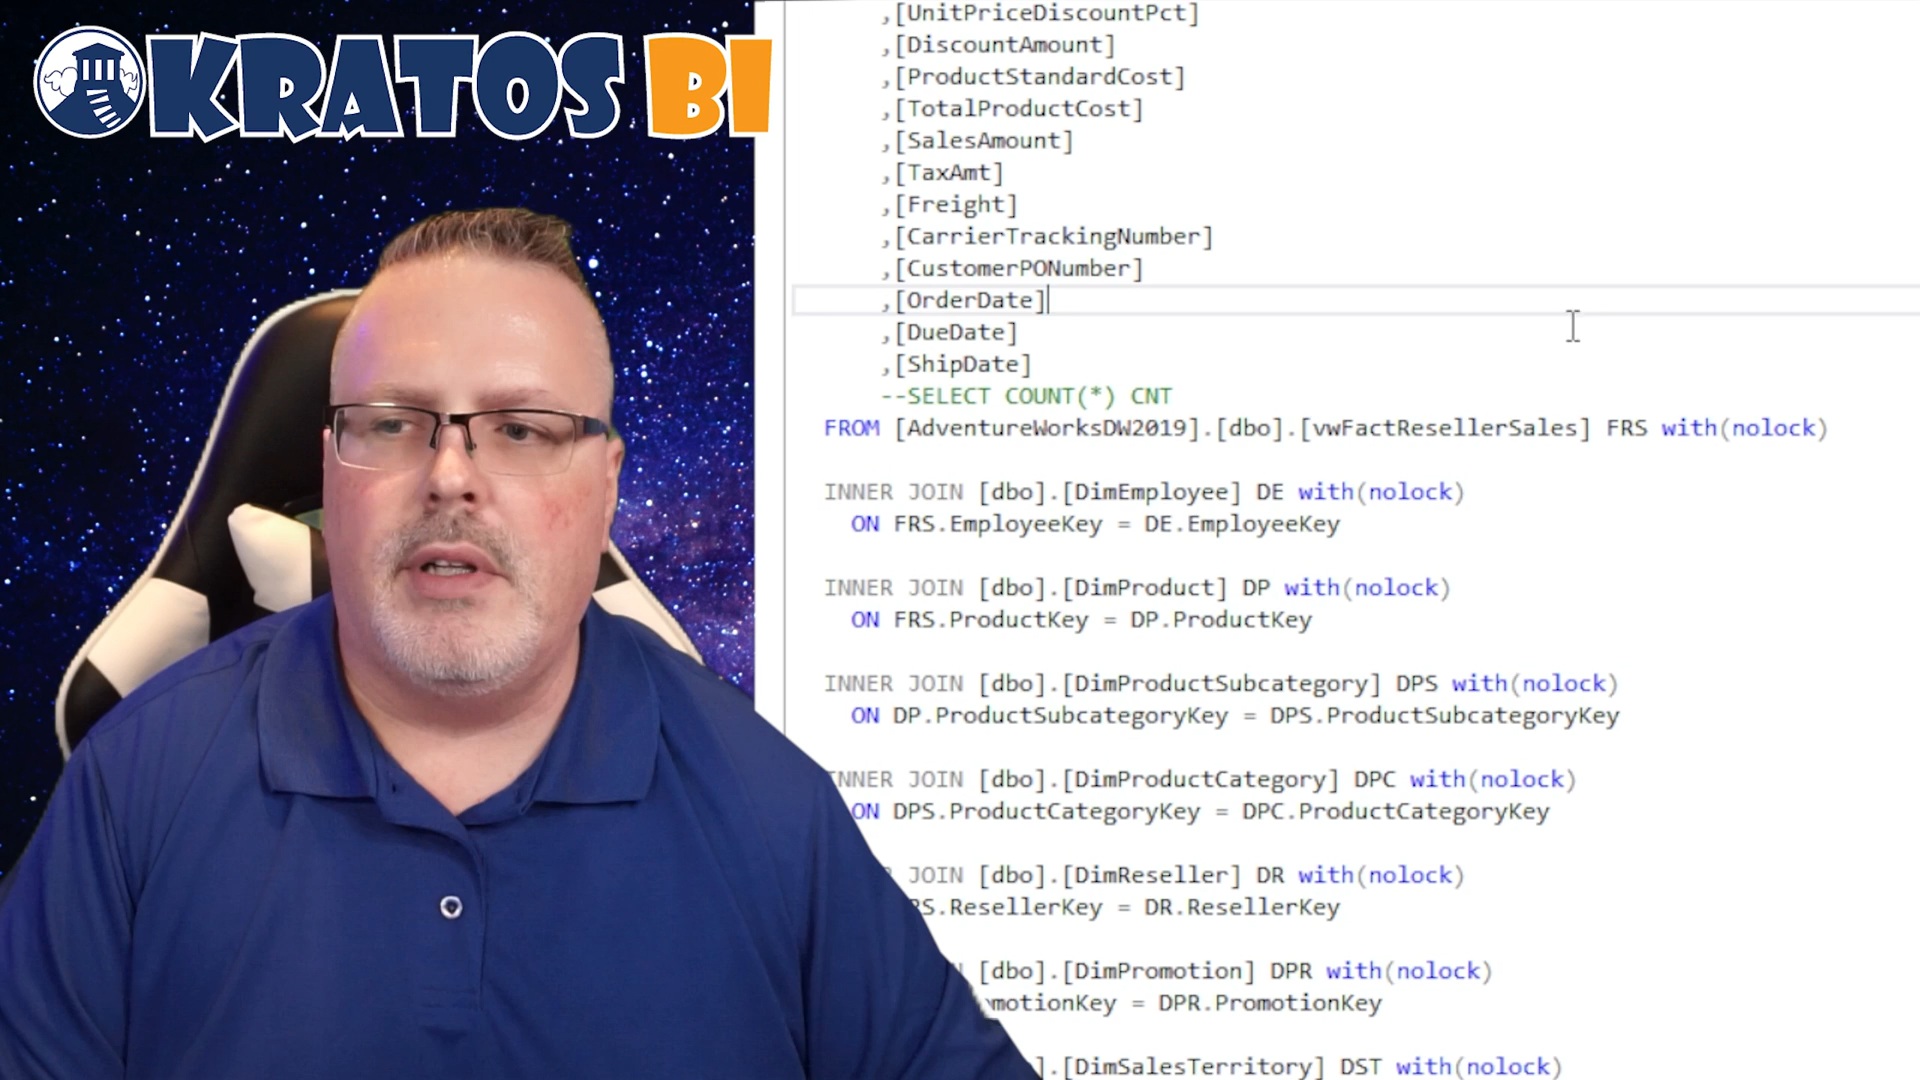 KRATOS BI
,[UnitPriceDiscountPct]
,[DiscountAmount]
,[ProductStandardCost]
,[TotalProductCost]
,[SalesAmount]
,[TaxAmt]
,[Freight]
,[CarrierTrackingNumber]
,[CustomerPONumber]
,[OrderDate]
,[DueDate]
,[ShipDate]
--SELECT COUNT(*) CNT
FROM [AdventureWorksDW2019].[dbo].[vwFactResellerSales] FRS with(nolock)
INNER JOIN [dbo].[DimEmployee] DE with(nolock)
ON FRS.EmployeeKey = DE.EmployeeKey
INNER JOIN [dbo].[DimProduct] DP with(nolock)
ON FRS.ProductKey = DP.ProductKey
INNER JOIN [dbo].[DimProductSubcategory] DPS with(nolock)
ON DP.ProductSubcategoryKey = DPS.ProductSubcategoryKey
INNER JOIN [dbo].[DimProductCategory] DPC with(nolock)
ON DPS.ProductCategoryKey = DPC.ProductCategoryKey
JOIN [dbo].[DimReseller] DR with(nolock)
RS.ResellerKey = DR.ResellerKey
[dbo].[DimPromotion] DPR with(nolock)
motionKey = DPR.PromotionKey
].[DimSalesTerritory] DST with(nolock)